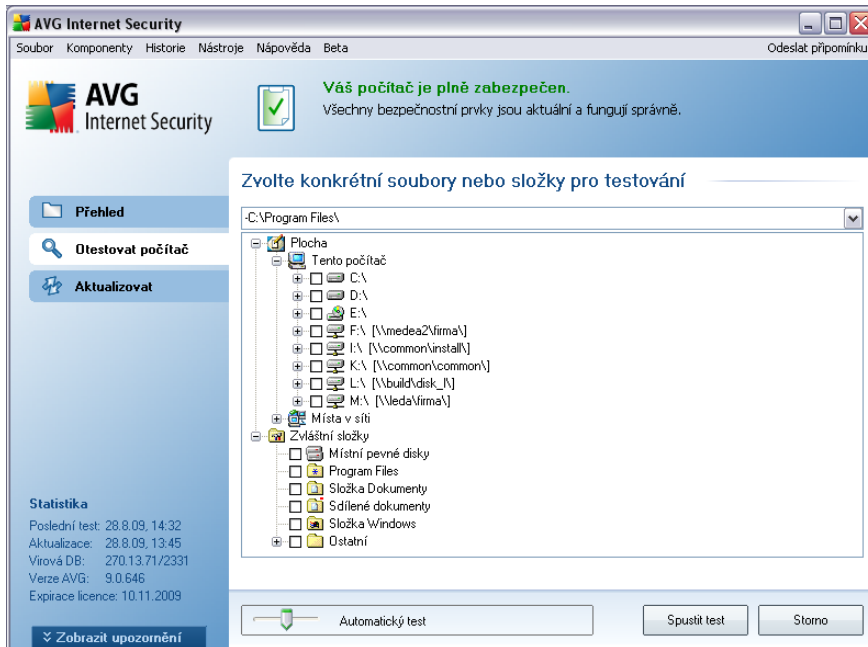 AVG Internet Security
Soubor Komponenty Historie Nástroje Nápověda Beta Odeslat připomínku
AVG
Internet Security
Váš počítač je plně zabezpečen.
Všechny bezpečnostní prvky jsou aktuální a fungují správně.
Přehled
Otestovat počítač
Aktualizovat
Zvolte konkrétní soubory nebo složky pro testování
-C:\Program Files\
Plocha
Tento počítač
C:\
D:\
E:\
F:\ [\\medea2\firma\]
I:\ [\\common\install\]
K:\ [\\common\common\]
L:\ [\\build\disk_l\]
M:\ [\\leda\firma\]
Místa v síti
Zvláštní složky
Místní pevné disky
Program Files
Složka Dokumenty
Sdílené dokumenty
Složka Windows
Ostatní
Statistika
Poslední test: 28.8.09, 14:32
Aktualizace: 28.8.09, 13:45
Virová DB: 270.13.71/2331
Verze AVG: 9.0.646
Expirace licence: 10.11.2009
Zobrazit upozornění
Automatický test
Spustit test
Storno